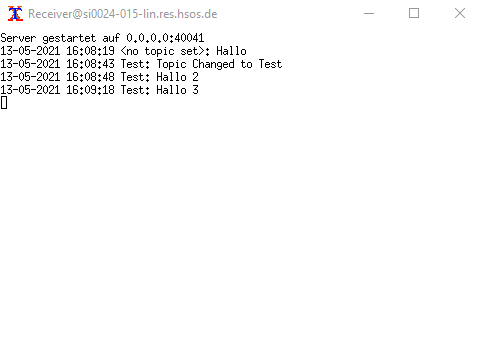 Receiver@si0024-015-lin.res.hsos.de
Server gestartet auf 0.0.0.0:40041
13-05-2021 16:08:19 <no topic set>: Hallo
13-05-2021 16:08:43 Test: Topic Changed to Test
13-05-2021 16:08:48 Test: Hallo 2
13-05-2021 16:09:18 Test: Hallo 3